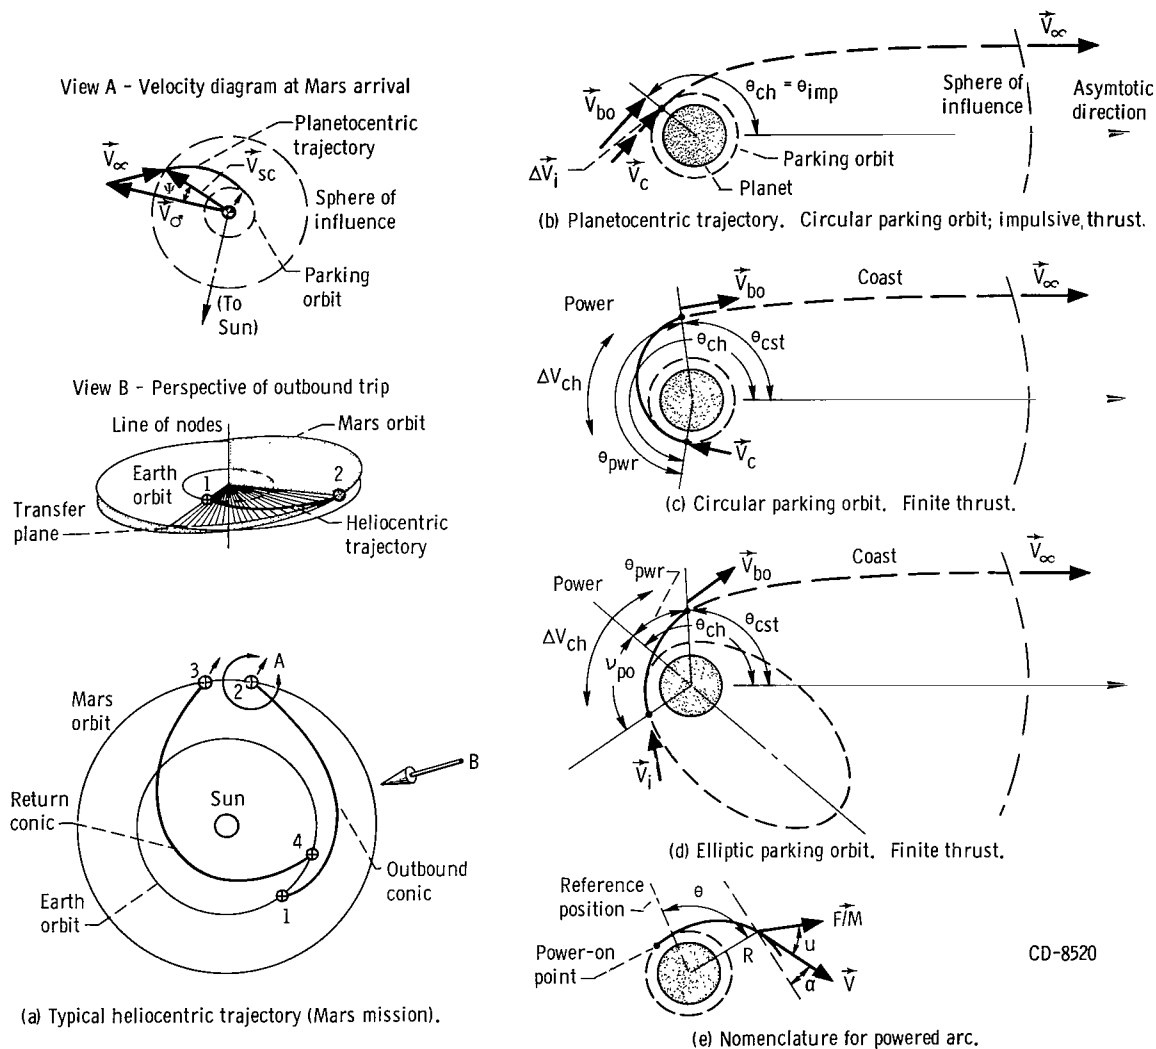 View A - Velocity diagram at Mars arrival
Planetocentric
trajectory
V∞
Vsc
Ψ
V♂
Sphere of
influence
Parking
orbit
(To
Sun)
View B - Perspective of outbound trip
Line of nodes
Mars orbit
Earth
orbit
1
2
Transfer
plane
Heliocentric
trajectory
3
2
A
Mars
orbit
B
Sun
Return
conic
4
Outbound
conic
Earth
orbit
1
(a) Typical heliocentric trajectory (Mars mission).
V∞
Vbo
θch = θimp
Sphere of
influence
Asymtotic
direction
ΔVi
Vc
Parking orbit
Planet
(b) Planetocentric trajectory. Circular parking orbit; impulsive, thrust.
Vbo
Coast
V∞
Power
θch
θcst
ΔVch
θpwr
Vc
(c) Circular parking orbit. Finite thrust.
θpwr
Vbo
Coast
V∞
Power
ΔVch
θch
θcst
νpo
Vi
(d) Elliptic parking orbit. Finite thrust.
Reference
position
θ
F/M
Power-on
point
R
u
α
V
CD-8520
(e) Nomenclature for powered arc.